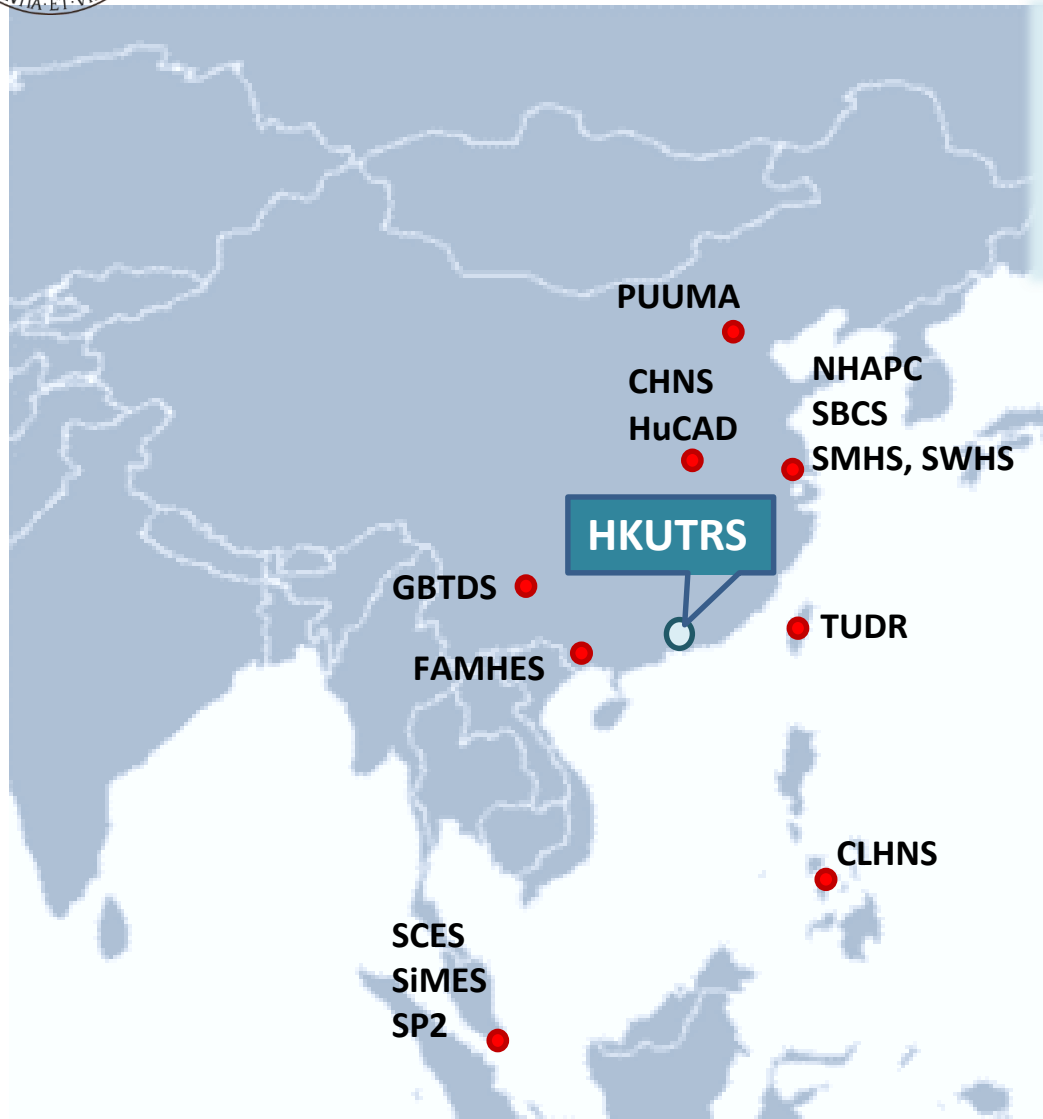 PUUMA
CHNS
HuCAD
NHAPC
SBCS
SMHS, SWHS
HKUTRS
GBTDS
TUDR
FAMHES
CLHNS
SCES
SiMES
SP2